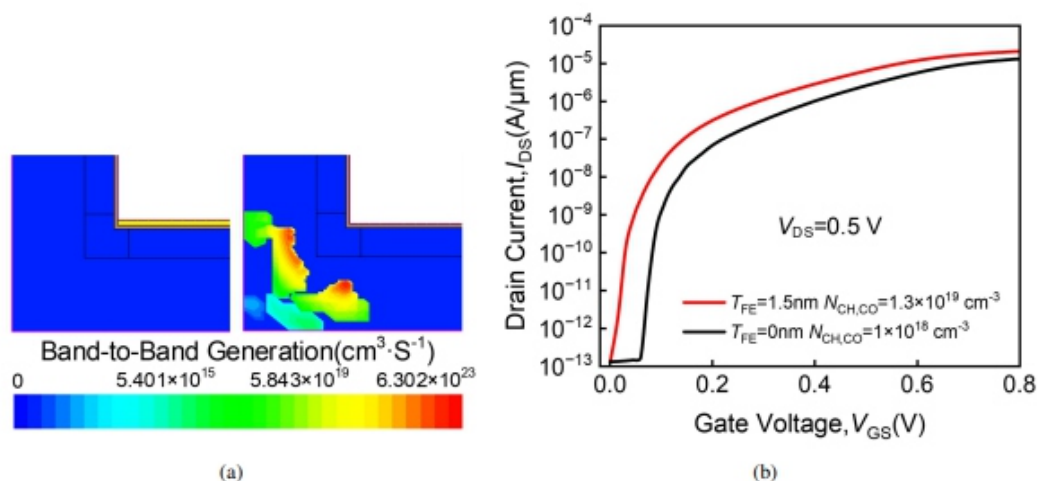 Band-to-Band Generation(cm³·S⁻¹)
0 5.401×10¹⁵ 5.843×10¹⁹ 6.302×10²³
(a)
Drain Current,I_DS(A/μm)
10⁻⁴
10⁻⁵
10⁻⁶
10⁻⁷
10⁻⁸
10⁻⁹
10⁻¹⁰
10⁻¹¹
10⁻¹²
10⁻¹³
V_DS=0.5 V
T_FE=1.5nm N_CH,CO=1.3×10¹⁹ cm⁻³
T_FE=0nm N_CH,CO=1×10¹⁸ cm⁻³
0.0 0.2 0.4 0.6 0.8
Gate Voltage,V_GS(V)
(b)